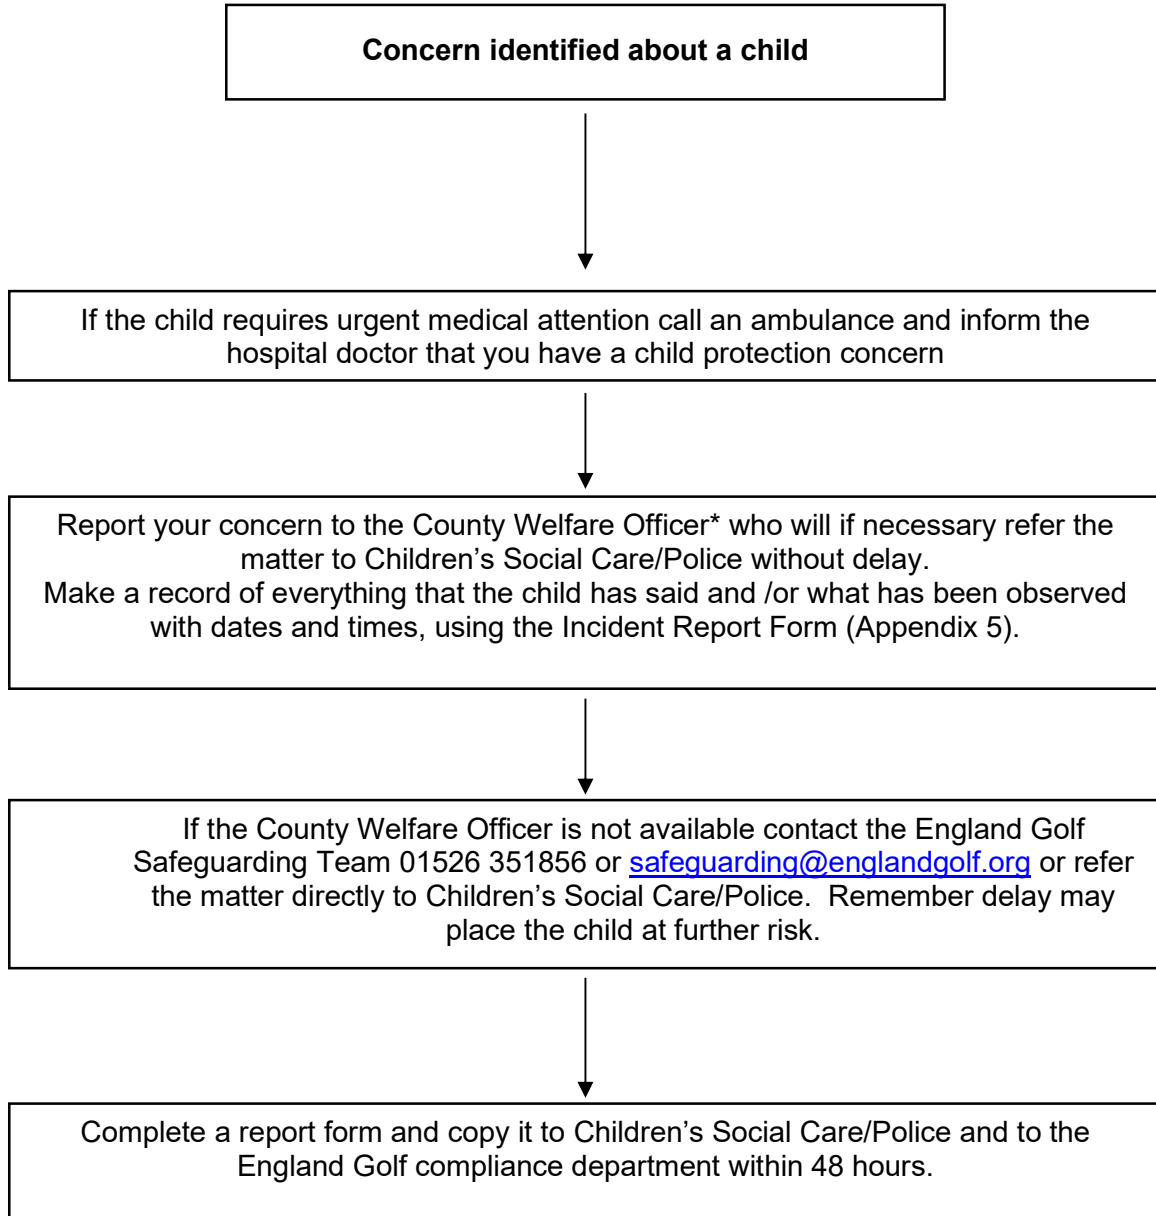 Concern identified about a child
If the child requires urgent medical attention call an ambulance and inform the
hospital doctor that you have a child protection concern
Report your concern to the County Welfare Officer* who will if necessary refer the
matter to Children’s Social Care/Police without delay.
Make a record of everything that the child has said and /or what has been observed
with dates and times, using the Incident Report Form (Appendix 5).
If the County Welfare Officer is not available contact the England Golf
Safeguarding Team 01526 351856 or safeguarding@englandgolf.org or refer
the matter directly to Children’s Social Care/Police.  Remember delay may
place the child at further risk.
Complete a report form and copy it to Children’s Social Care/Police and to the
England Golf compliance department within 48 hours.